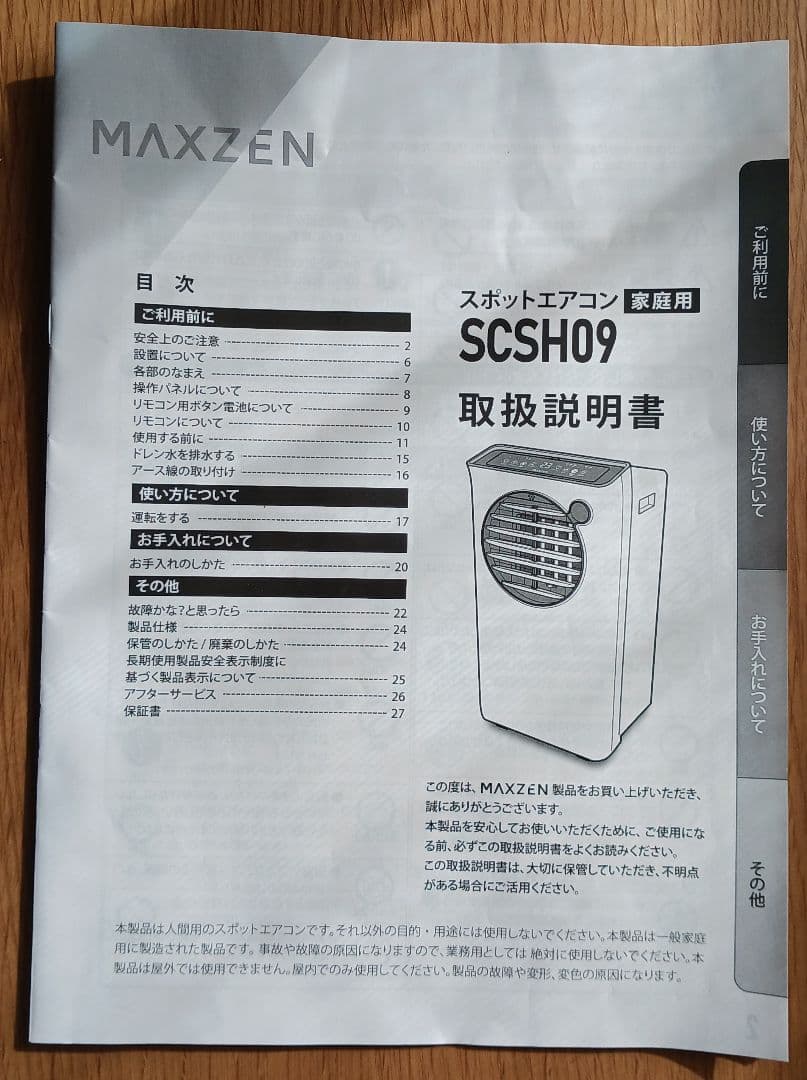 MAXZEN
目 次
ご利用前に
安全上のご注意 2
設置について 6
各部のなまえ 7
操作パネルについて 8
リモコン用ボタン電池について 9
リモコンについて 10
使用する前に 11
ドレン水を排水する 15
アース線の取り付け 16
使い方について
運転をする 17
お手入れについて
お手入れのしかた 20
その他
故障かな?と思ったら 22
製品仕様 24
保管のしかた / 廃棄のしかた 24
長期使用製品安全表示制度に
基づく製品表示について 25
アフターサービス 26
保証書 27
スポットエアコン 家庭用
SCSH09
取扱説明書
この度は、MAXZEN 製品をお買い上げいただき、
誠にありがとうございます。
本製品を安心してお使いいただくために、ご使用にな
る前、必ずこの取扱説明書をよくお読みください。
この取扱説明書は、大切に保管していただき、不明点
がある場合にご活用ください。
本製品は人間用のスポットエアコンです。それ以外の目的・用途には使用しないでください。本製品は一般家庭
用に製造された製品です。事故や故障の原因になりますので、業務用としては 絶対に使用しないでください。本
製品は屋外では使用できません。屋内でのみ使用してください。製品の故障や変形、変色の原因になります。
ご利用前に
使い方について
お手入れについて
その他